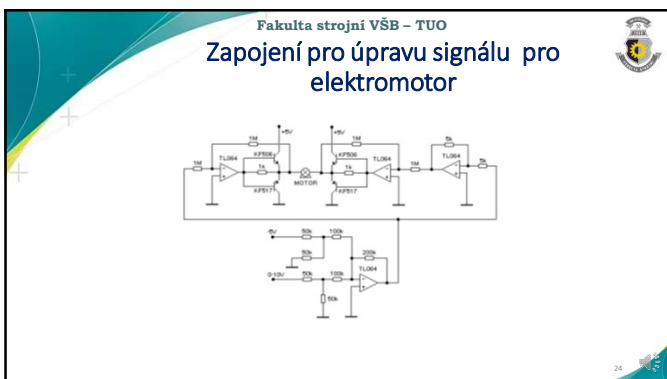 Fakulta strojní VŠB – TUO
Zapojení pro úpravu signálu pro
elektromotor
+5V +5V
1M 1M 5k
KF506 KF506
1M TL064 1k 1k TL064 1M TL064 5k
MOTOR
KF517 KF517
-5V 50k 100k
50k 200k
TL064
0-10V 50k 100k
50k
24